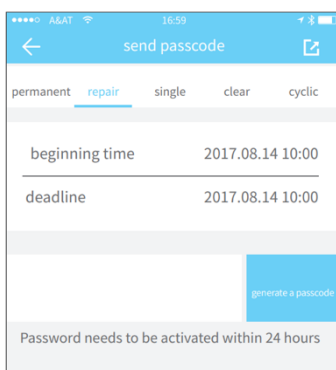 A&AT 16:59
send passcode
permanent repair single clear cyclic
beginning time 2017.08.14 10:00
deadline 2017.08.14 10:00
generate a passcode
Password needs to be activated within 24 hours